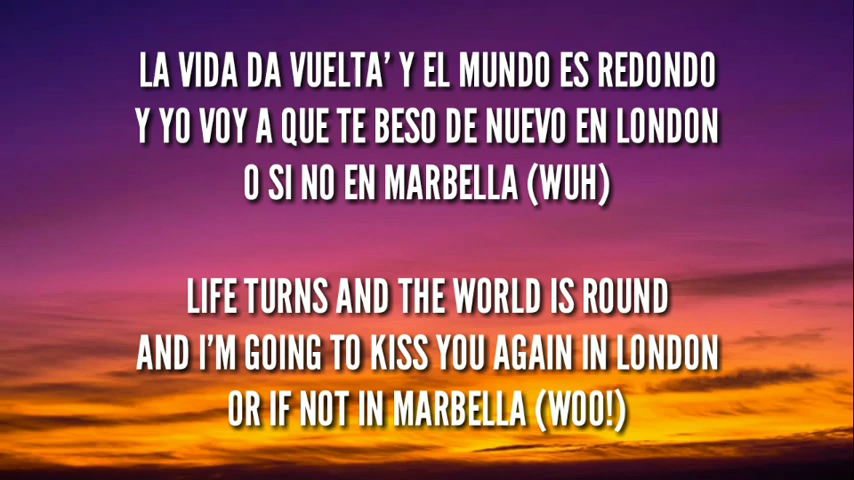 LA VIDA DA VUELTA' Y EL MUNDO ES REDONDO
Y YO VOY A QUE TE BESO DE NUEVO EN LONDON
O SI NO EN MARBELLA (WUH)
LIFE TURNS AND THE WORLD IS ROUND
AND I'M GOING TO KISS YOU AGAIN IN LONDON
OR IF NOT IN MARBELLA (WOO!)